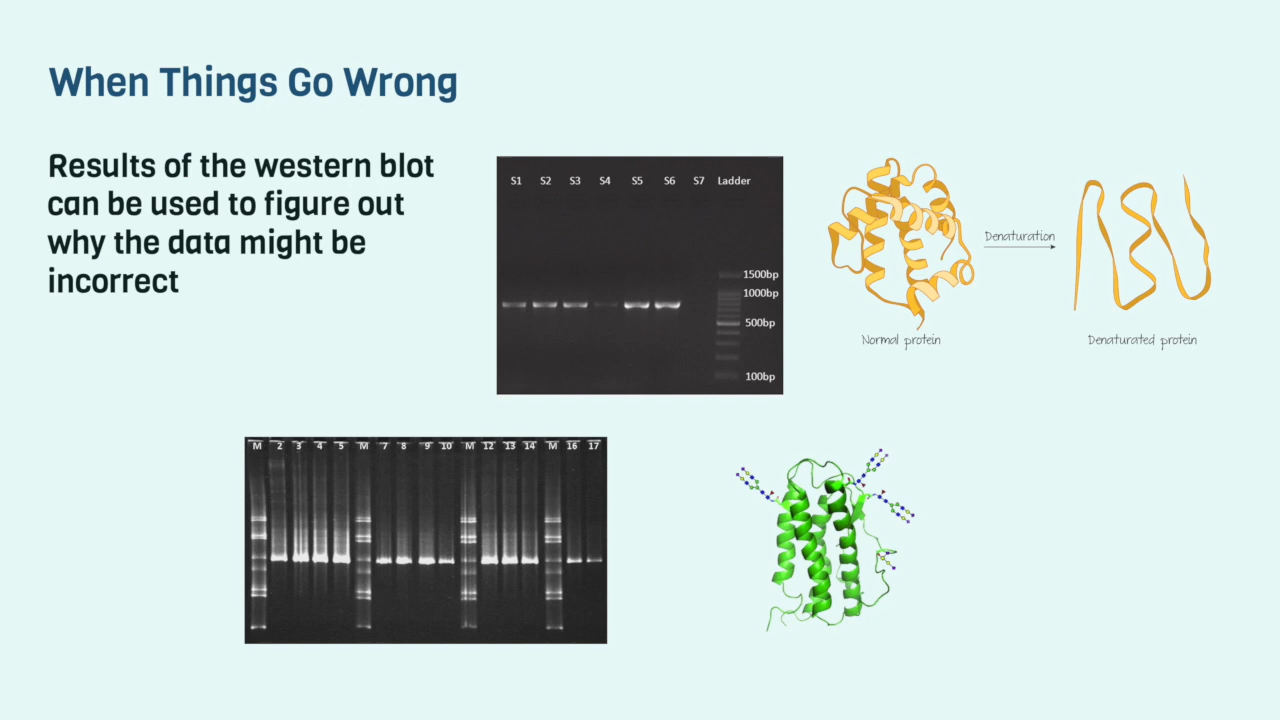 When Things Go Wrong
Results of the western blot
can be used to figure out
why the data might be
incorrect
S1 S2 S3 S4 S5 S6 S7 Ladder
1500bp
1000bp
500bp
100bp
Denaturation
Normal protein
Denaturated protein
M 2 3 4 5 M 7 8 9 10 M 12 13 14 M 16 17